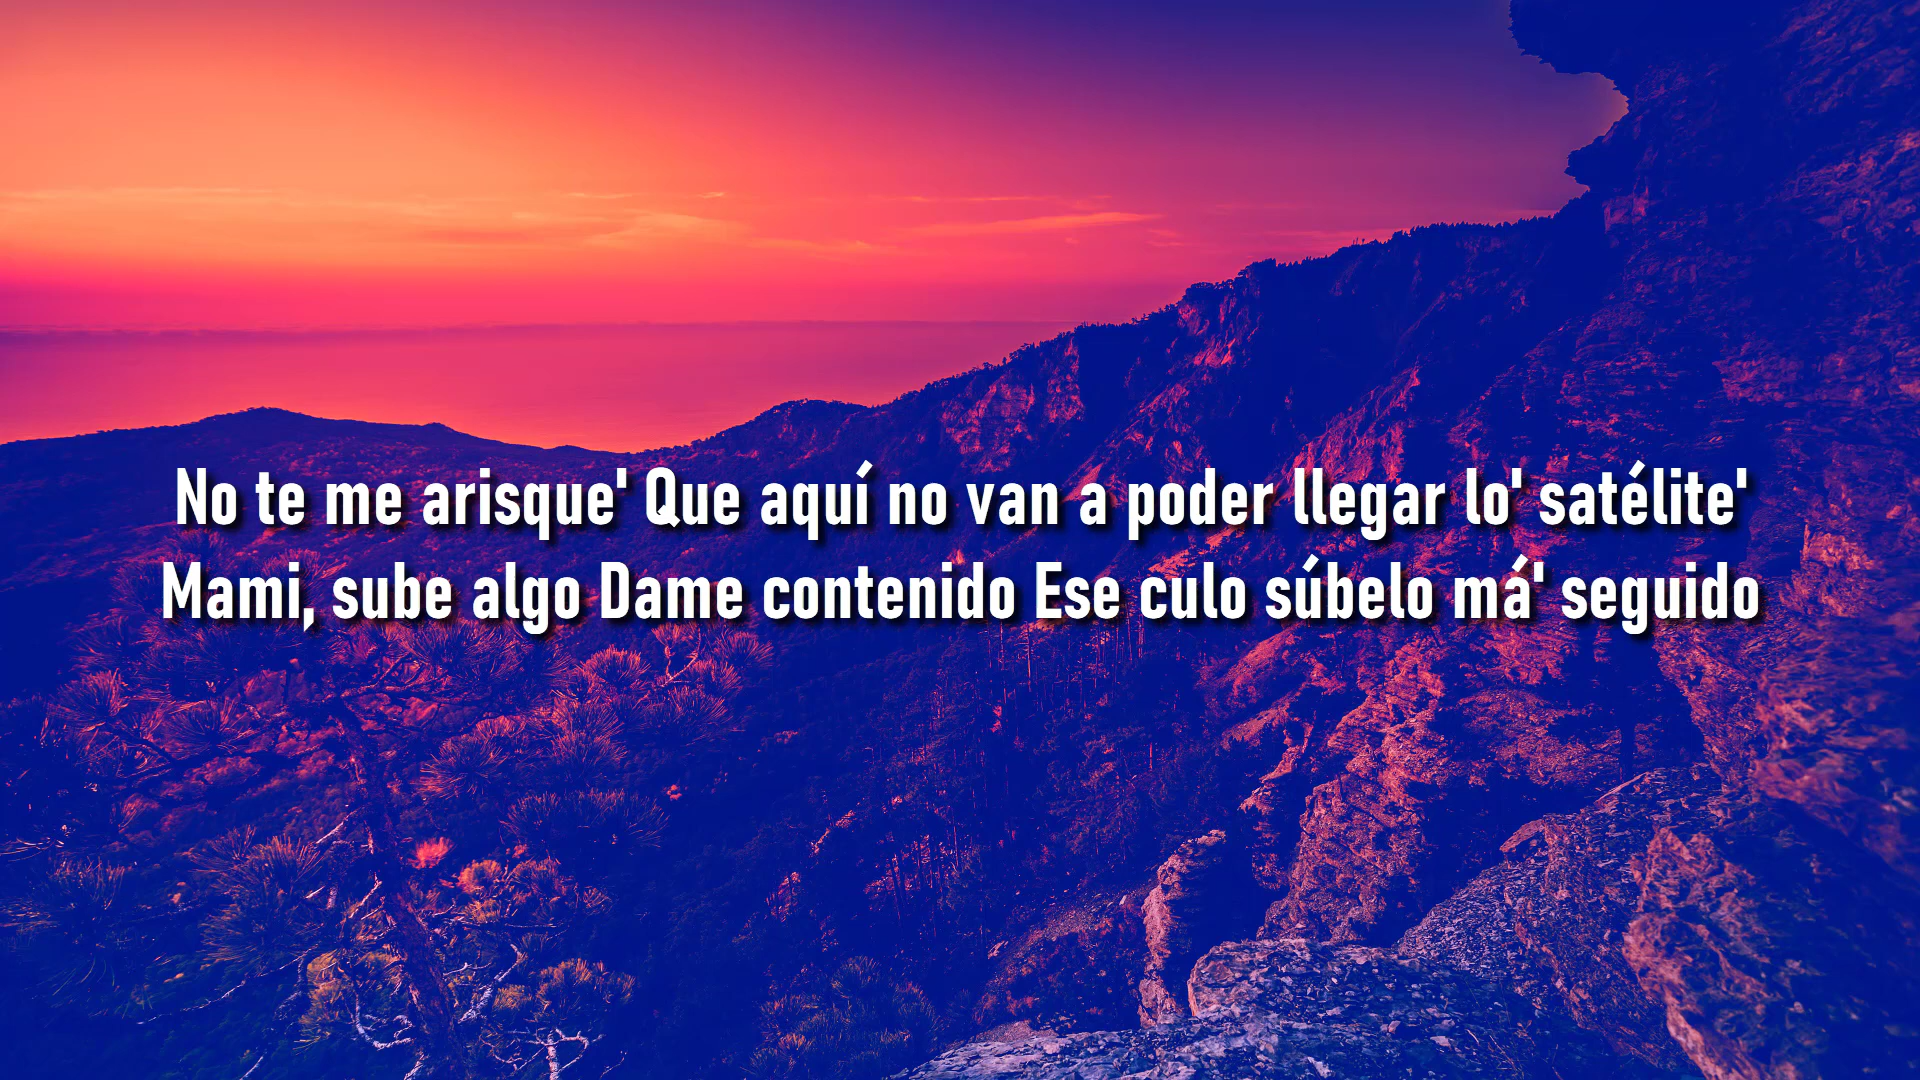 No te me arisque' Que aquí no van a poder llegar lo' satélite'
Mami, sube algo Dame contenido Ese culo súbelo má' seguido